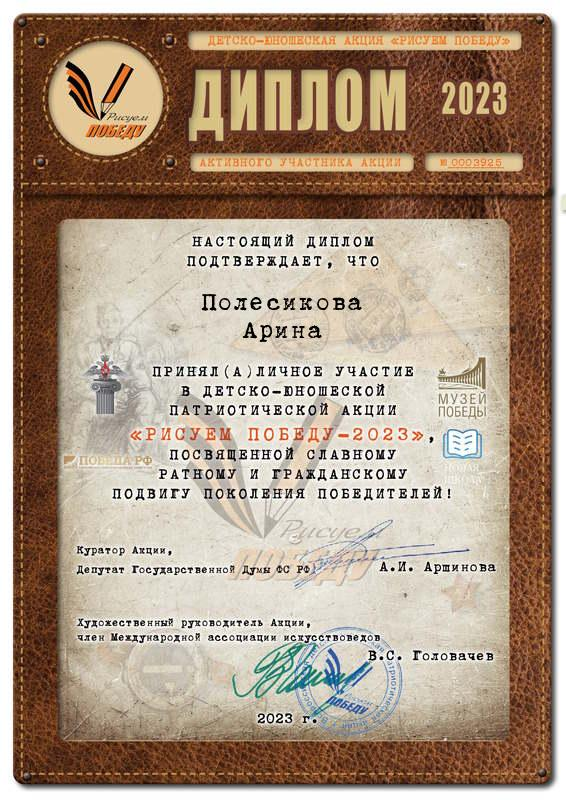 ДЕТСКО-ЮНОШЕСКАЯ АКЦИЯ «РИСУЕМ ПОБЕДУ»
ДИПЛОМ 2023
Рисуем
ПОБЕДУ
АКТИВНОГО УЧАСТНИКА АКЦИИ
№ 0003925
НАСТОЯЩИЙ ДИПЛОМ
ПОДТВЕРЖДАЕТ, ЧТО
Полесикова
Арина
ПРИНЯЛ(А)ЛИЧНОЕ УЧАСТИЕ
В ДЕТСКО-ЮНОШЕСКОЙ
ПАТРИОТИЧЕСКОЙ АКЦИИ
«РИСУЕМ ПОБЕДУ-2023»,
ПОСВЯЩЕННОЙ СЛАВНОМУ
РАТНОМУ И ГРАЖДАНСКОМУ
ПОДВИГУ ПОКОЛЕНИЯ ПОБЕДИТЕЛЕЙ!
МУЗЕЙ
ПОБЕДЫ
ПОБЕДА РФ
НОВАЯ
ШКОЛА
Рисуем
ПОБЕДУ
Куратор Акции,
Депутат Государственной Думы ФС РФ
А.И. Аршинова
Художественный руководитель Акции,
член Международной ассоциации искусствоведов
В.С. Головачев
Рисуем
ПОБЕДУ
2023 г.